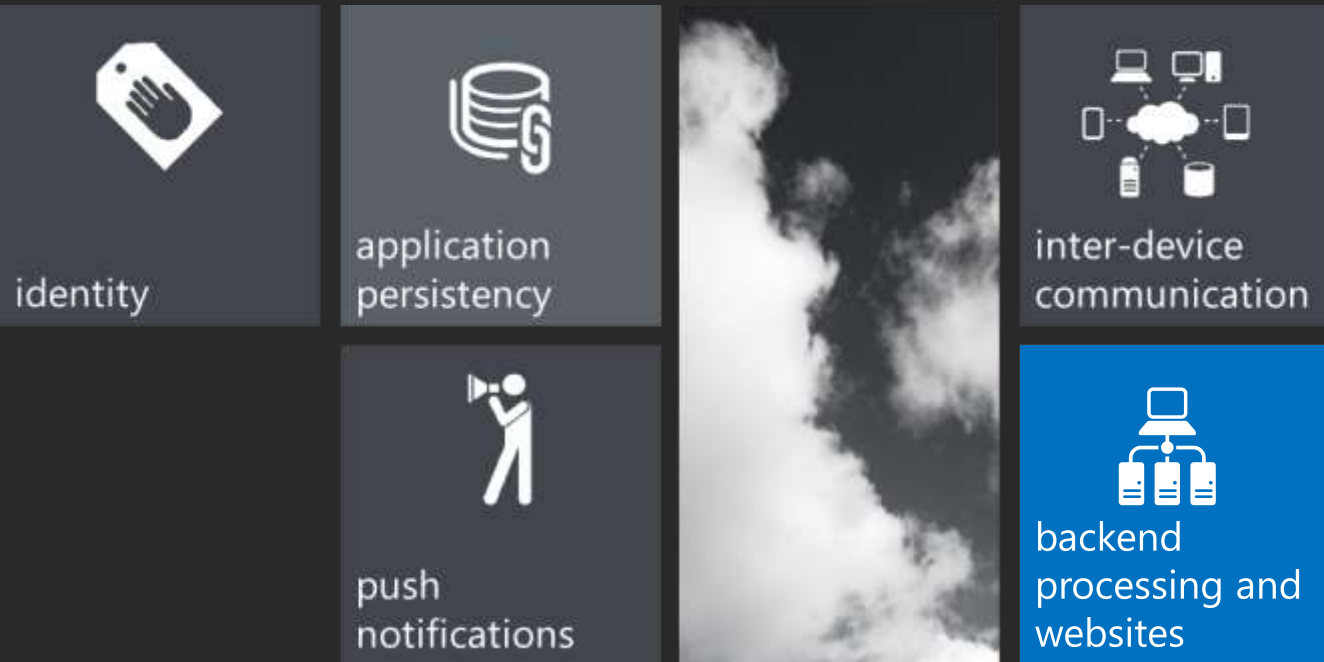 identity
application
persistency
inter-device
communication
push
notifications
backend
processing and
websites